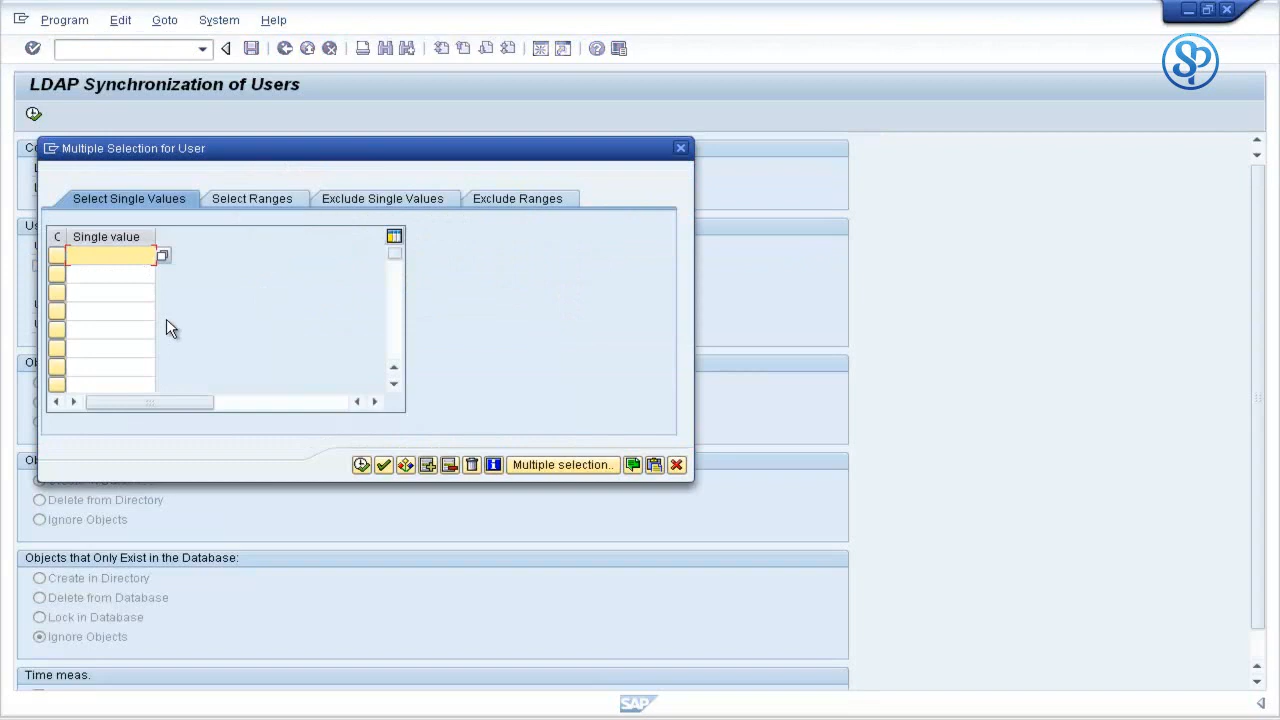 Program Edit Goto System Help
SP
LDAP Synchronization of Users
Multiple Selection for User
Select Single Values Select Ranges Exclude Single Values Exclude Ranges
C Single value
Multiple selection..
Delete from Directory
Ignore Objects
Objects that Only Exist in the Database:
Create in Directory
Delete from Database
Lock in Database
Ignore Objects
Time meas.
SAP